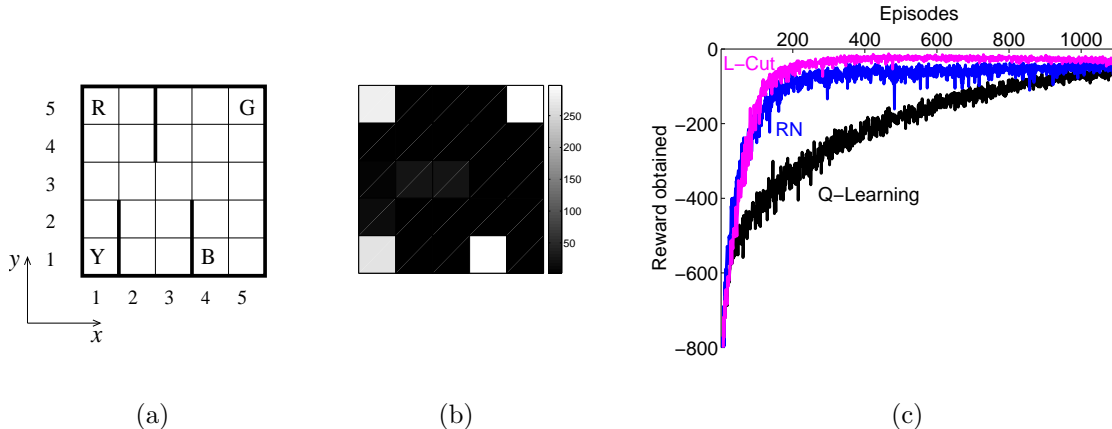 R G
Y B
5
4
3
2
1
1 2 3 4 5
y
x
(a)
250
200
150
100
50
(b)
Episodes
200 400 600 800 1000
0
−200
−400
−600
−800
Reward obtained
L−Cut
RN
Q−Learning
(c)